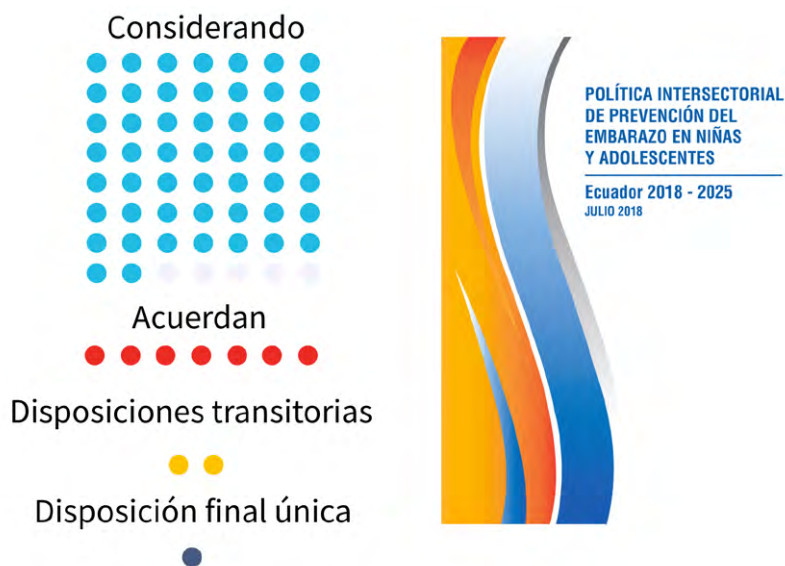 Considerando
Acuerdan
Disposiciones transitorias
Disposición final única
POLÍTICA INTERSECTORIAL
DE PREVENCIÓN DEL
EMBARAZO EN NIÑAS
Y ADOLESCENTES
Ecuador 2018 - 2025
JULIO 2018